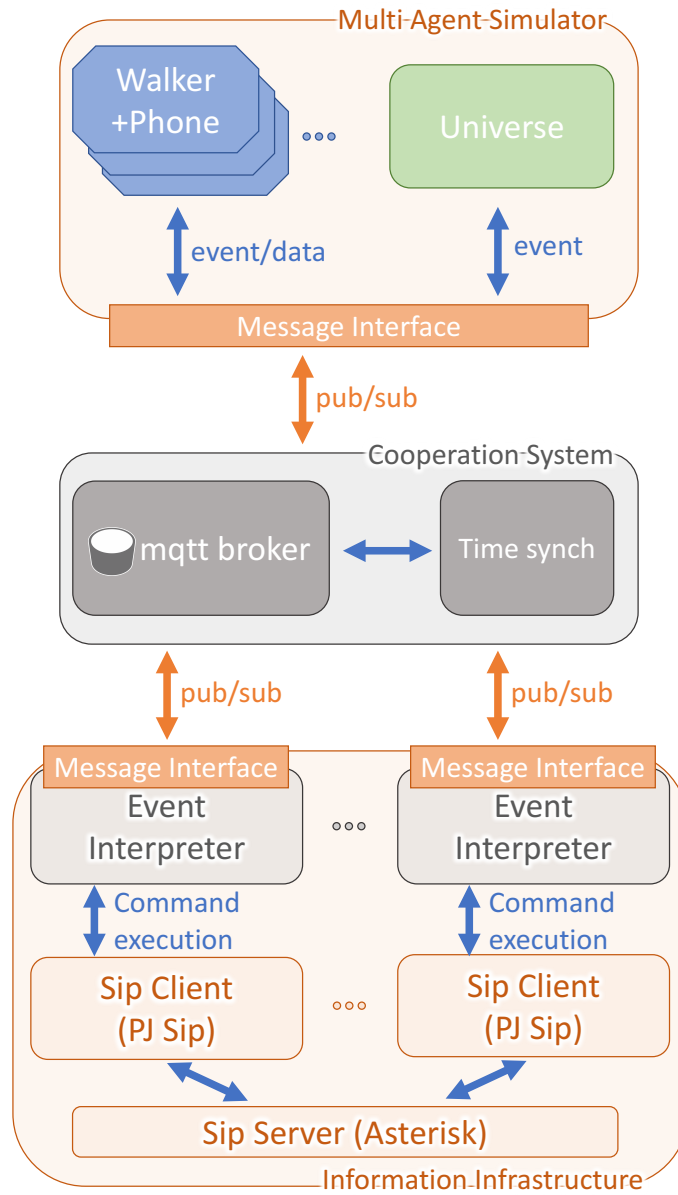 Multi Agent Simulator
Walker
+Phone
Universe
event/data
event
Message Interface
pub/sub
Cooperation System
mqtt broker
Time synch
pub/sub
pub/sub
Message Interface
Message Interface
Event
Interpreter
Event
Interpreter
Command
execution
Command
execution
Sip Client
(PJ Sip)
Sip Client
(PJ Sip)
Sip Server (Asterisk)
Information Infrastructure